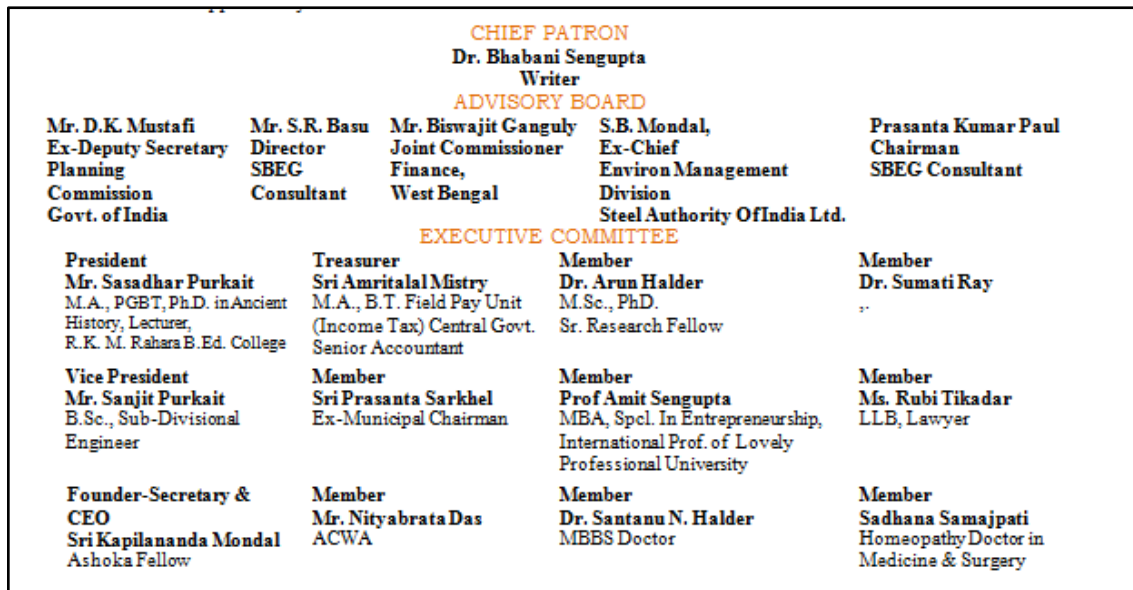 CHIEF PATRON
Dr. Bhabani Sengupta
Writer
ADVISORY BOARD
Mr. D.K. Mustafi
Ex-Deputy Secretary
Planning
Commission
Govt. of India
Mr. S.R. Basu
Director
SBEG
Consultant
Mr. Biswajit Ganguly
Joint Commissioner
Finance,
West Bengal
S.B. Mondal,
Ex-Chief
Environ Management
Division
Steel Authority Of India Ltd.
Prasanta Kumar Paul
Chairman
SBEG Consultant
EXECUTIVE COMMITTEE
President
Mr. Sasadhar Purkait
M.A., PGBT, Ph.D. in Ancient
History, Lecturer,
R.K. M. Rahara B.Ed. College
Treasurer
Sri Amritalal Mistry
M.A., B.T. Field Pay Unit
(Income Tax) Central Govt.
Senior Accountant
Member
Dr. Arun Halder
M.Sc., PhD.
Sr. Research Fellow
Member
Dr. Sumati Ray
,.
Vice President
Mr. Sanjit Purkait
B.Sc., Sub-Divisional
Engineer
Member
Sri Prasanta Sarkhel
Ex-Municipal Chairman
Member
Prof Amit Sengupta
MBA, Spcl. In Entrepreneurship,
International Prof. of Lovely
Professional University
Member
Ms. Rubi Tikadar
LLB, Lawyer
Founder-Secretary &
CEO
Sri Kapilananda Mondal
Ashoka Fellow
Member
Mr. Nityabrata Das
ACWA
Member
Dr. Santanu N. Halder
MBBS Doctor
Member
Sadhana Samajpati
Homeopathy Doctor in
Medicine & Surgery